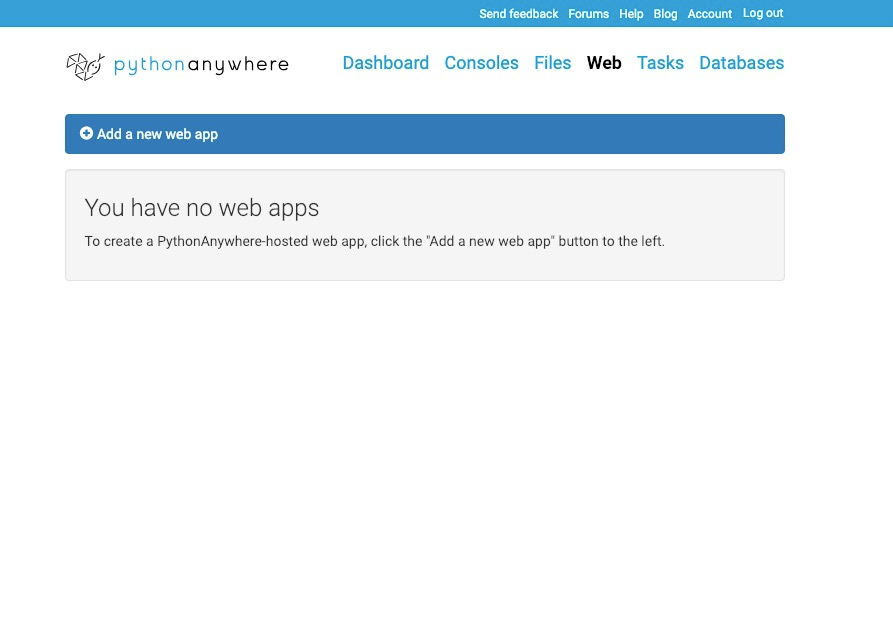 Send feedback Forums Help Blog Account Log out
pythonanywhere Dashboard Consoles Files Web Tasks Databases
Add a new web app
You have no web apps
To create a PythonAnywhere-hosted web app, click the "Add a new web app" button to the left.